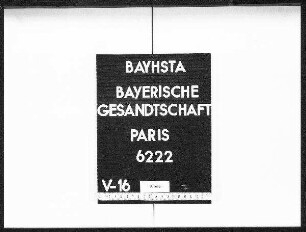 BAYHSTA
BAYERISCHE
GESANDTSCHAFT
PARIS
6222
V-16